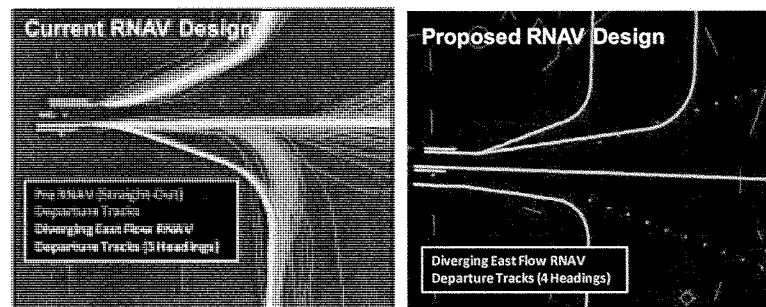 Current RNAV Design
Pre RNAV (Straight-Out)
Departure Tracks
Diverging East Flow RNAV
Departure Tracks (3 Headings)
Proposed RNAV Design
Diverging East Flow RNAV
Departure Tracks (4 Headings)